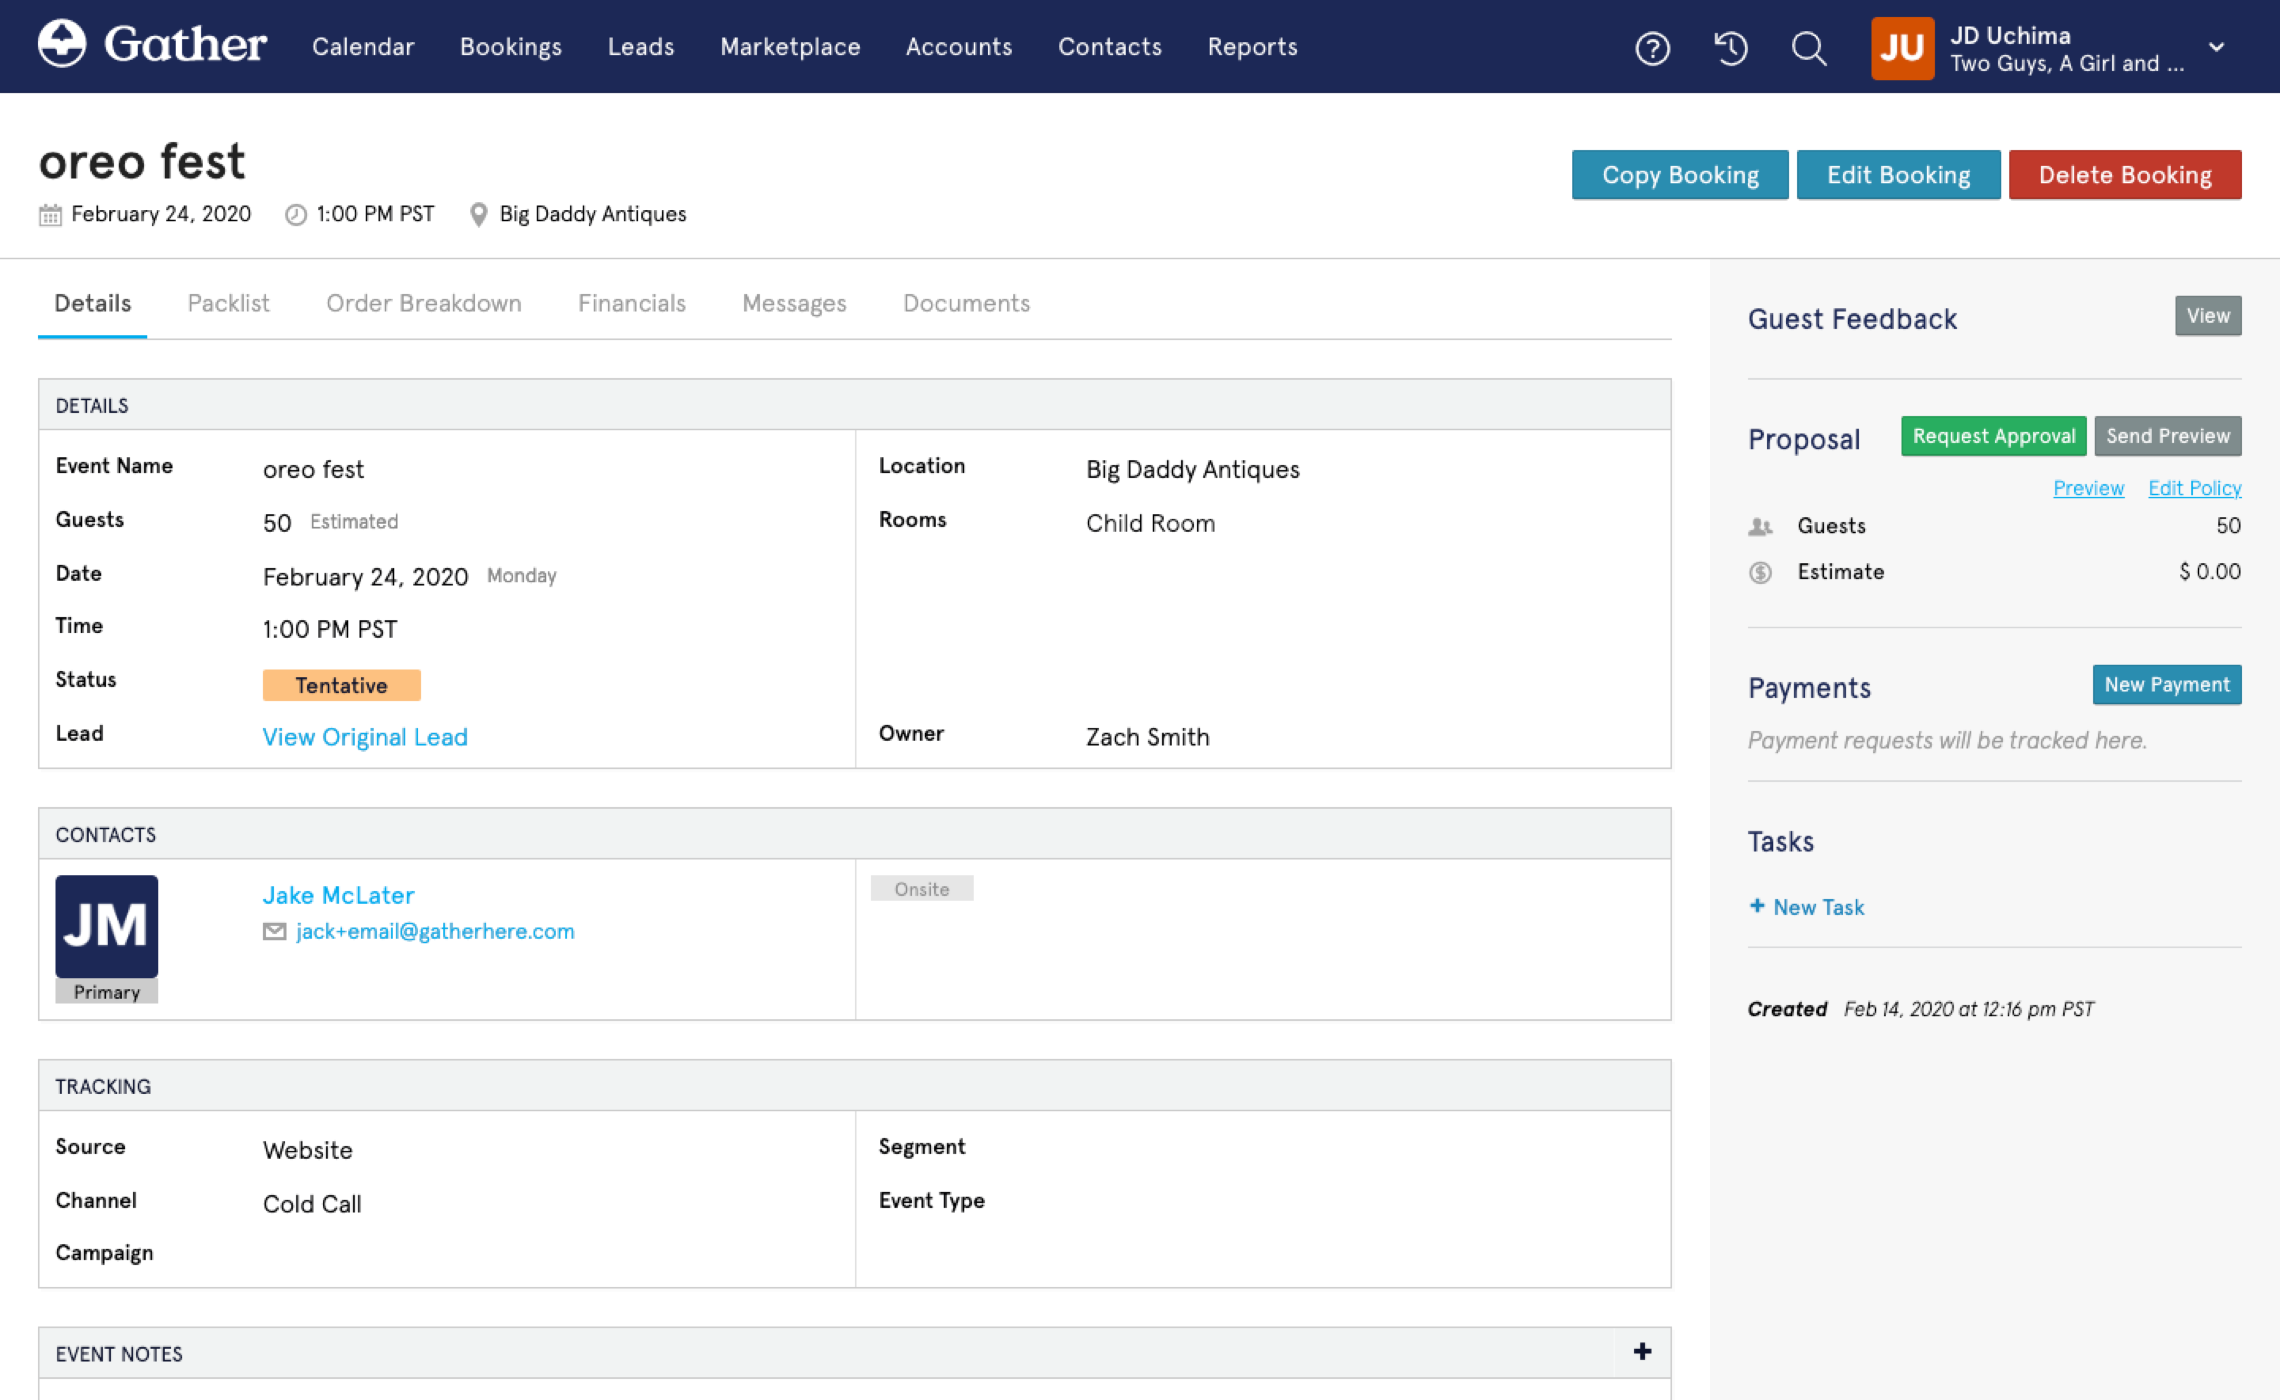 Gather Calendar Bookings Leads Marketplace Accounts Contacts Reports ? JU JD Uchima
Two Guys, A Girl and ...
oreo fest
Copy Booking Edit Booking Delete Booking
February 24, 2020 1:00 PM PST Big Daddy Antiques
Details Packlist Order Breakdown Financials Messages Documents
DETAILS
Event Name oreo fest
Guests 50 Estimated
Date February 24, 2020 Monday
Time 1:00 PM PST
Status Tentative
Lead View Original Lead
Location Big Daddy Antiques
Rooms Child Room
Owner Zach Smith
CONTACTS
JM
Primary
Jake McLater
jack+email@gatherhere.com
Onsite
TRACKING
Source Website
Channel Cold Call
Campaign
Segment
Event Type
EVENT NOTES +
Guest Feedback View
Proposal Request Approval Send Preview
Preview Edit Policy
Guests 50
$ Estimate $ 0.00
Payments New Payment
Payment requests will be tracked here.
Tasks
+ New Task
Created Feb 14, 2020 at 12:16 pm PST